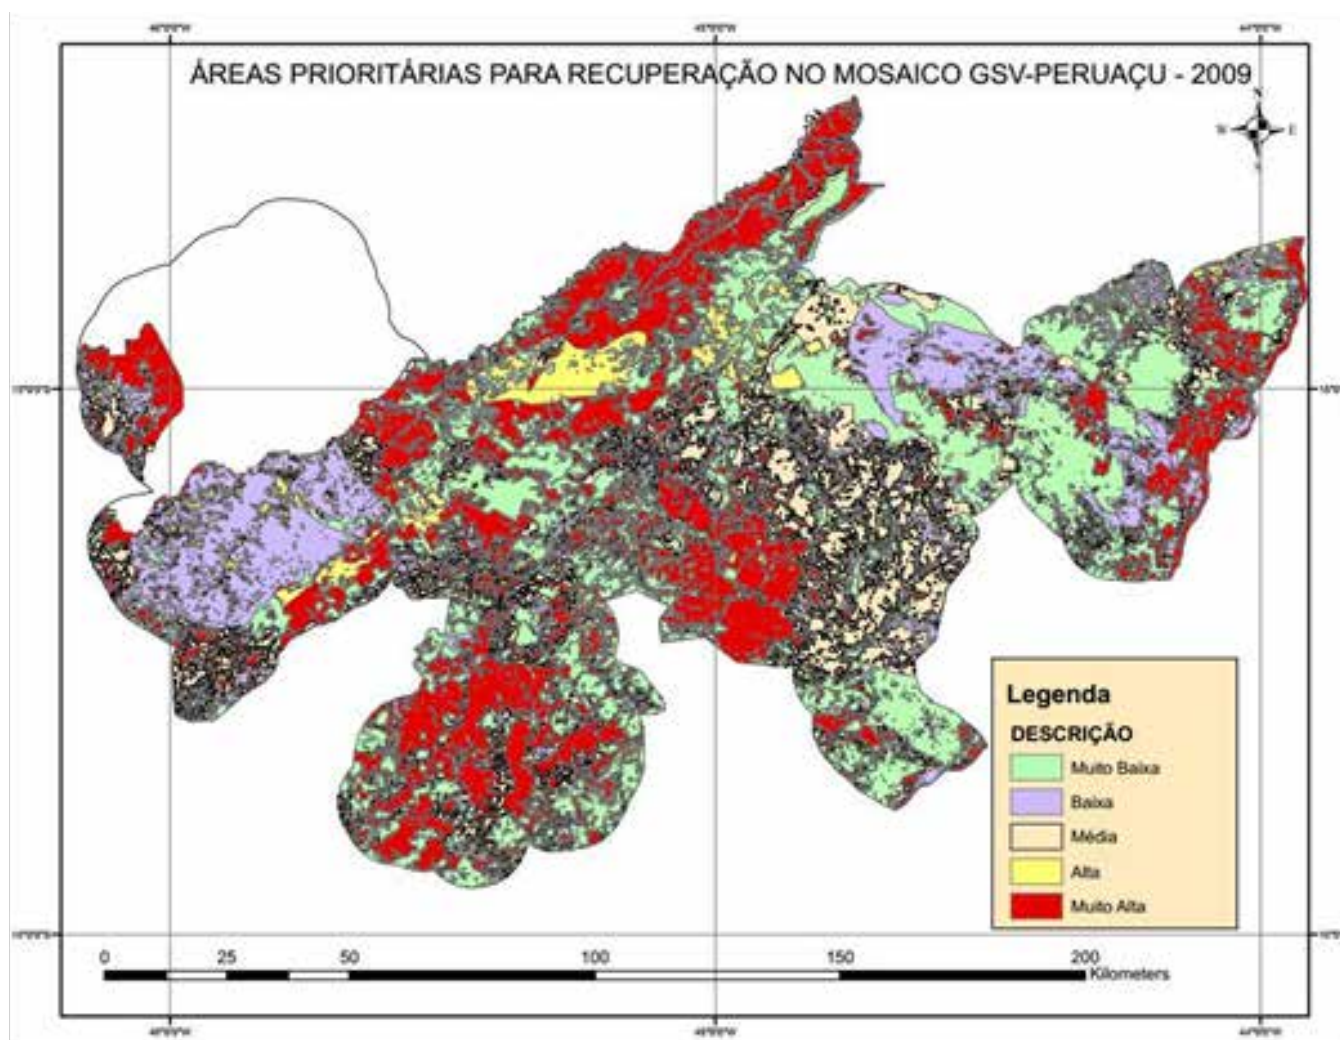 ÁREAS PRIORITÁRIAS PARA RECUPERAÇÃO NO MOSAICO GSV-PERUAÇU - 2009
N
W E
Legenda
DESCRIÇÃO
Muito Baixa
Baixa
Média
Alta
Muito Alta
0 25 50 100 150 200
Kilometers